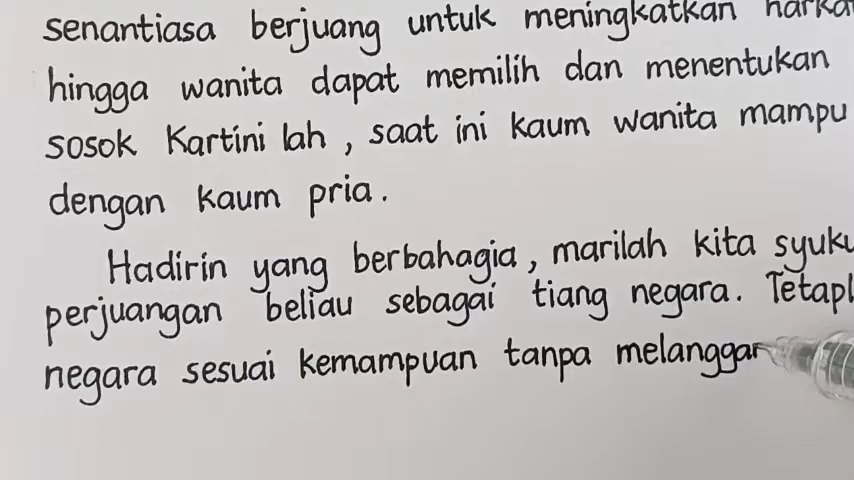 senantiasa berjuang untuk meningkatkan
hingga wanita dapat memilih dan menentukan
sosok Kartini lah, saat ini kaum wanita mampu
dengan kaum pria.
Hadirin yang berbahagia, marilah kita
perjuangan beliau sebagai tiang negara.
negara sesuai kemampuan tanpa melanggar